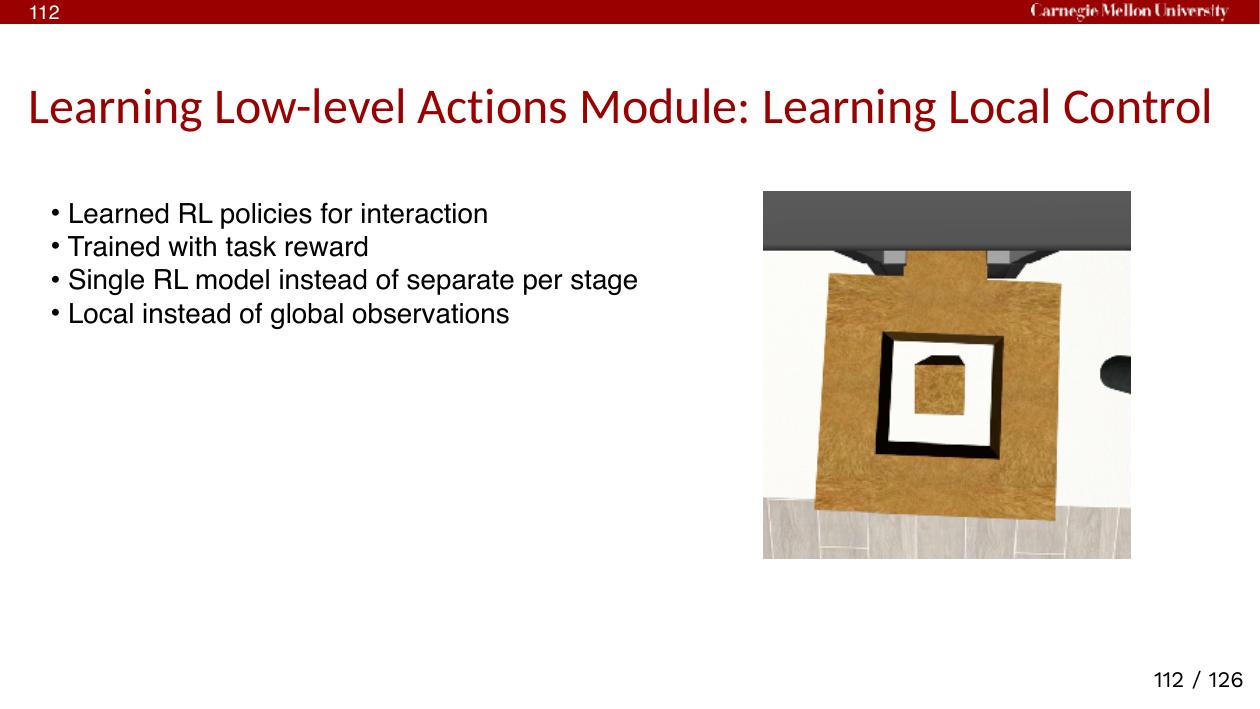 112
Carnegie Mellon University
Learning Low-level Actions Module: Learning Local Control
• Learned RL policies for interaction
• Trained with task reward
• Single RL model instead of separate per stage
• Local instead of global observations
112 / 126